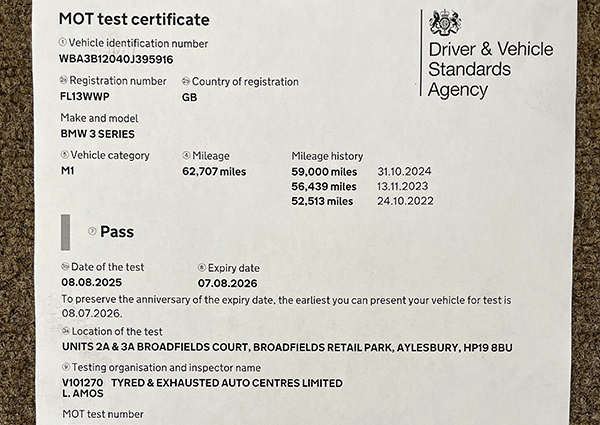 MOT test certificate
① Vehicle identification number
WBA3B12040J395916
Registration number
Country of registration
FL13WWP
GB
Make and model
BMW 3 SERIES
⑤ Vehicle category
④ Mileage
Mileage history
M1
62,707 miles
59,000 miles 31.10.2024
56,439 miles 13.11.2023
52,513 miles 24.10.2022
Driver & Vehicle
Standards
Agency
⑦ Pass
Date of the test
⑧ Expiry date
08.08.2025
07.08.2026
To preserve the anniversary of the expiry date, the earliest you can present your vehicle for test is
08.07.2026.
Location of the test
UNITS 2A & 3A BROADFIELDS COURT, BROADFIELDS RETAIL PARK, AYLESBURY, HP19 8BU
⑨ Testing organisation and inspector name
V101270 TYRED & EXHAUSTED AUTO CENTRES LIMITED
L. AMOS
MOT test number